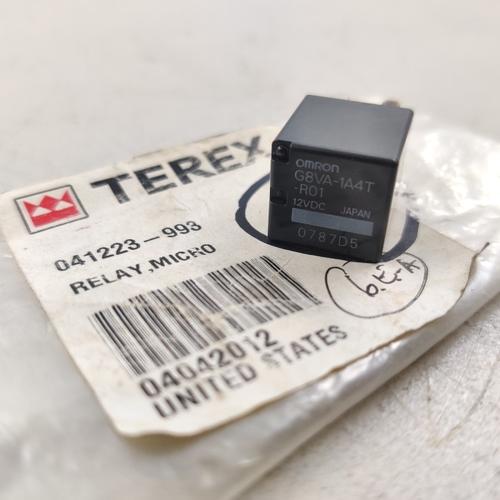 TEREX
041223-993
RELAY,MICRO
04042012
UNITED STATES
omRon
G8VA-1A4T
-R01
12VDC JAPAN
0787D5